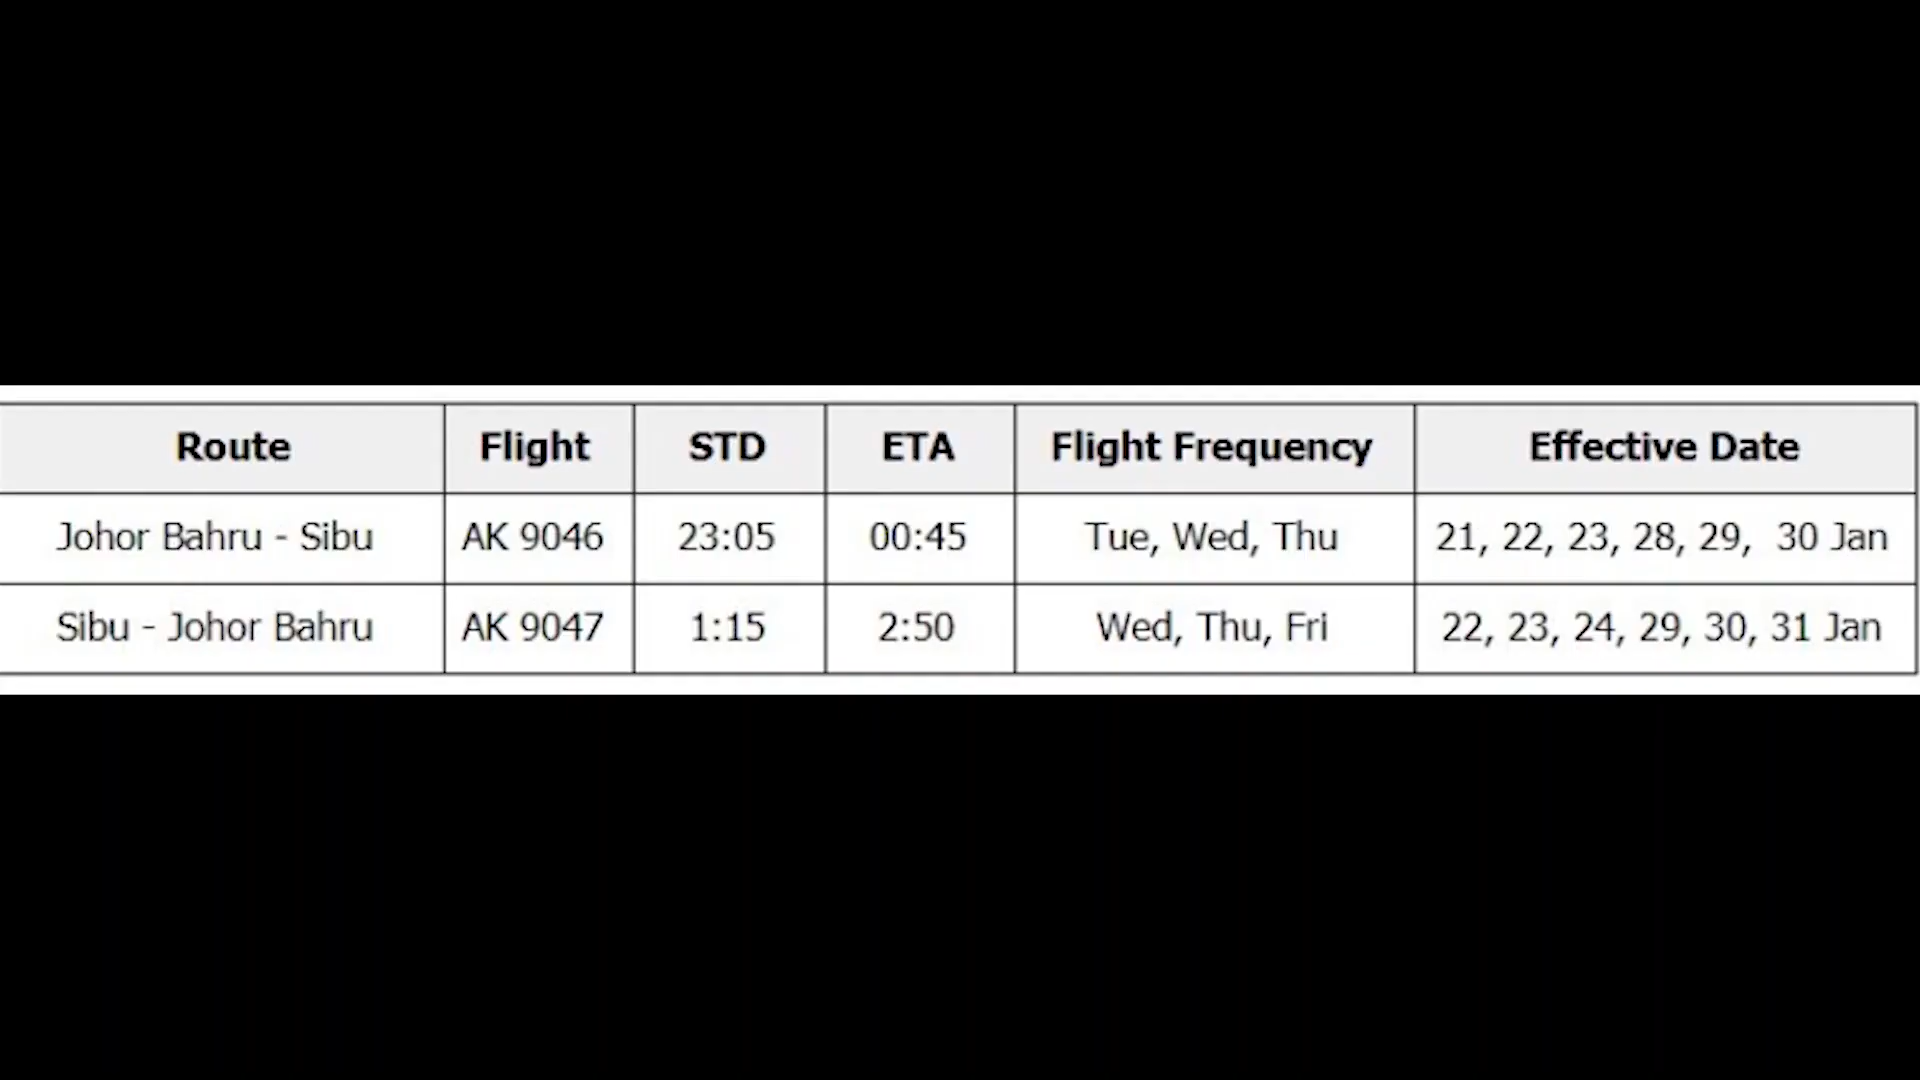 Route Flight STD ETA Flight Frequency Effective Date
Johor Bahru - Sibu AK 9046 23:05 00:45 Tue, Wed, Thu 21, 22, 23, 28, 29, 30 Jan
Sibu - Johor Bahru AK 9047 1:15 2:50 Wed, Thu, Fri 22, 23, 24, 29, 30, 31 Jan